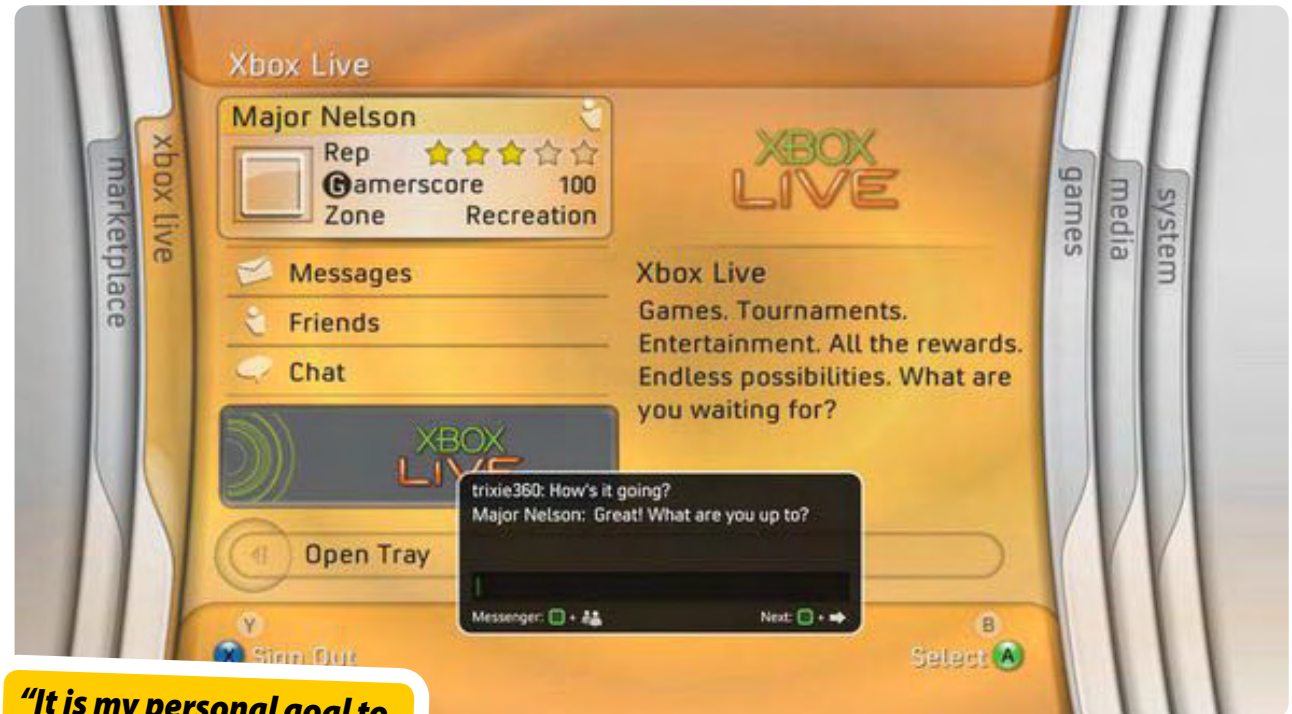 Xbox Live
Major Nelson
Rep
Gamerscore 100
Zone Recreation
Messages
Friends
Chat
XBOX
LIVE
Open Tray
XBOX
LIVE
Xbox Live
Games. Tournaments.
Entertainment. All the rewards.
Endless possibilities. What are
you waiting for?
trixie360: How's it going?
Major Nelson: Great! What are you up to?
Messenger: + 
Next: +
Y
X Sign Out
B
Select A
marketplace
xbox live
games
media
system
"It is my personal goal to